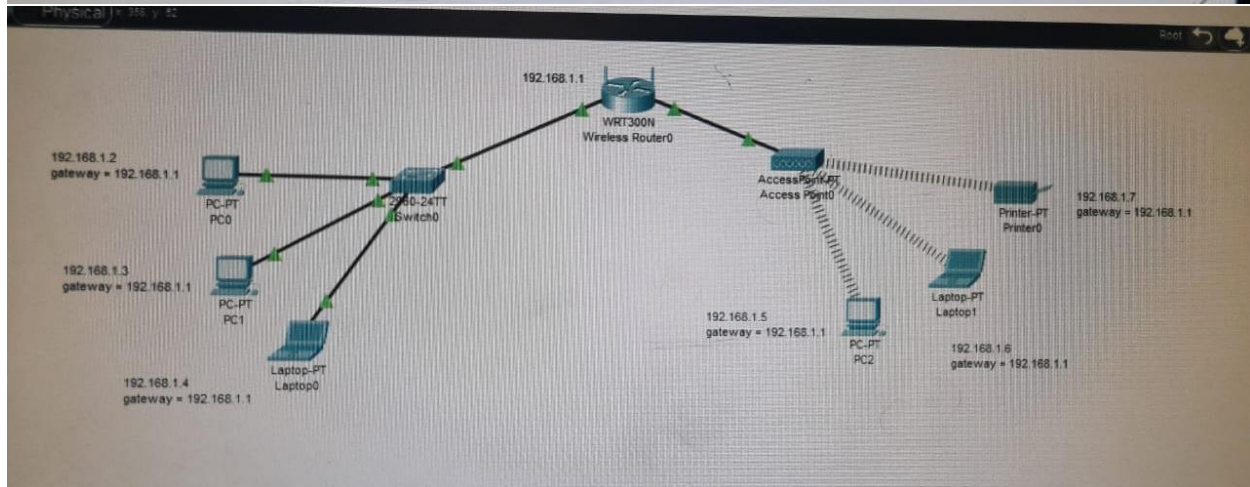 Physical
x: 356, y: 52
Root
192.168.1.1
WRT300N
Wireless Router0
192.168.1.2
gateway = 192.168.1.1
PC-PT
PC0
2960-24TT
Switch0
AccessPoint-PT
Access Point0
192.168.1.7
gateway = 192.168.1.1
Printer-PT
Printer0
192.168.1.3
gateway = 192.168.1.1
PC-PT
PC1
Laptop-PT
Laptop1
192.168.1.5
gateway = 192.168.1.1
PC-PT
PC2
192.168.1.6
gateway = 192.168.1.1
192.168.1.4
gateway = 192.168.1.1
Laptop-PT
Laptop0